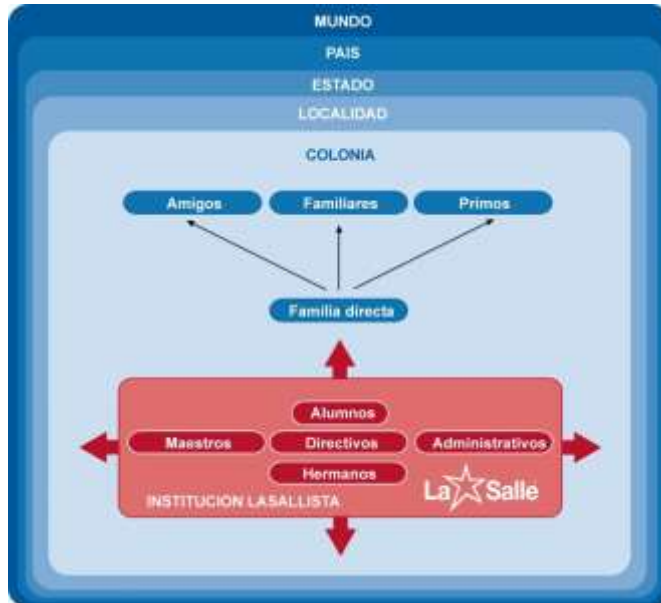 MUNDO
PAIS
ESTADO
LOCALIDAD
COLONIA
Amigos
Familiares
Primos
Familia directa
Alumnos
Maestros
Directivos
Administrativos
Hermanos
INSTITUCION LASALLISTA
La Salle